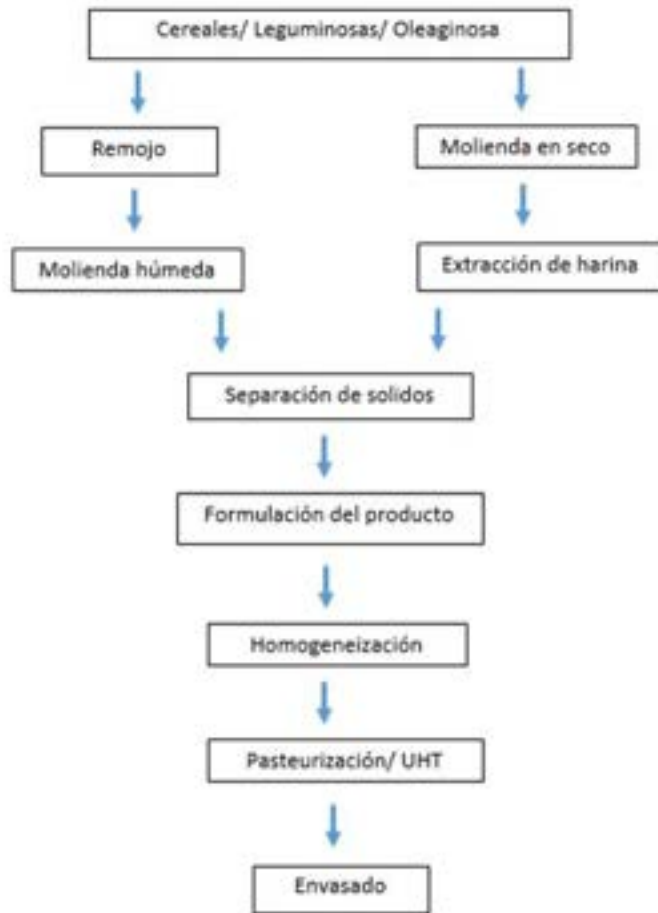 Cereales/ Leguminosas/ Oleaginosa
Remojo
Molienda en seco
Molienda húmeda
Extracción de harina
Separación de solidos
Formulación del producto
Homogeneización
Pasteurización/ UHT
Envasado